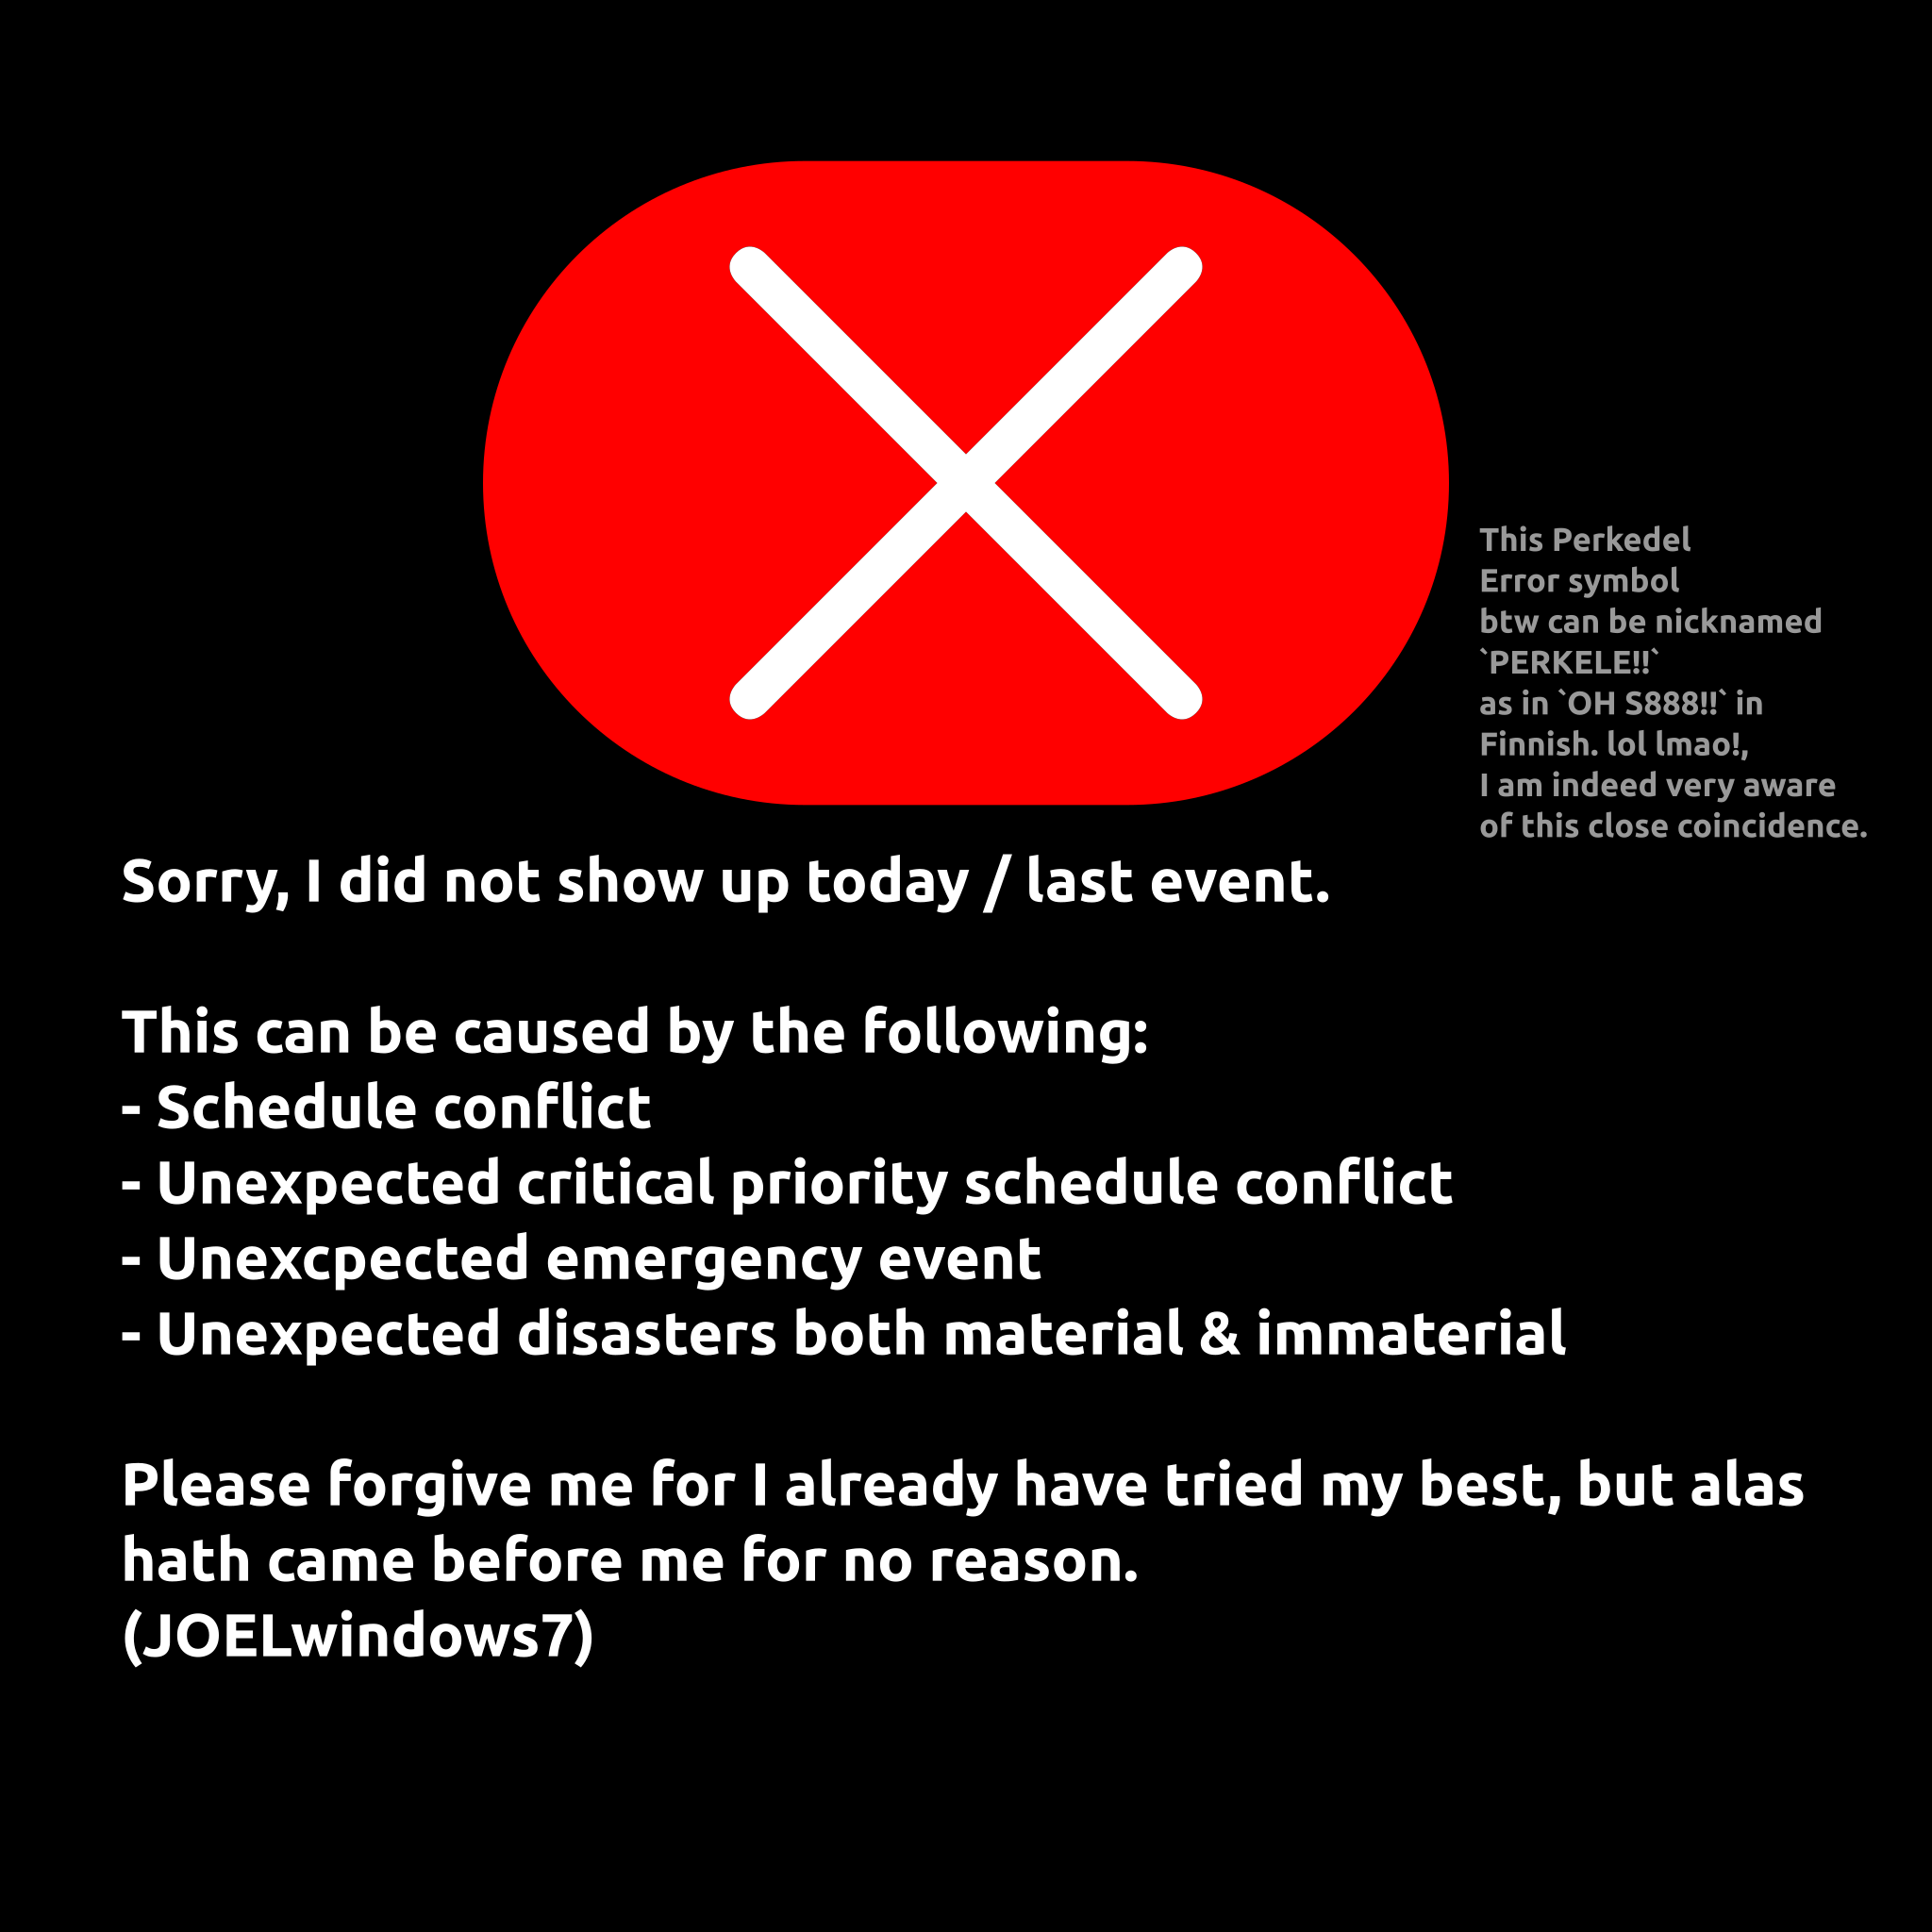 This Perkedel
Error symbol
btw can be nicknamed
`PERKELE!!`
as in `OH S888!!` in
Finnish. lol lmao!,
I am indeed very aware
of this close coincidence.
Sorry, I did not show up today / last event.
This can be caused by the following:
- Schedule conflict
- Unexpected critical priority schedule conflict
- Unexcpected emergency event
- Unexpected disasters both material & immaterial
Please forgive me for I already have tried my best, but alas
hath came before me for no reason.
(JOELwindows7)